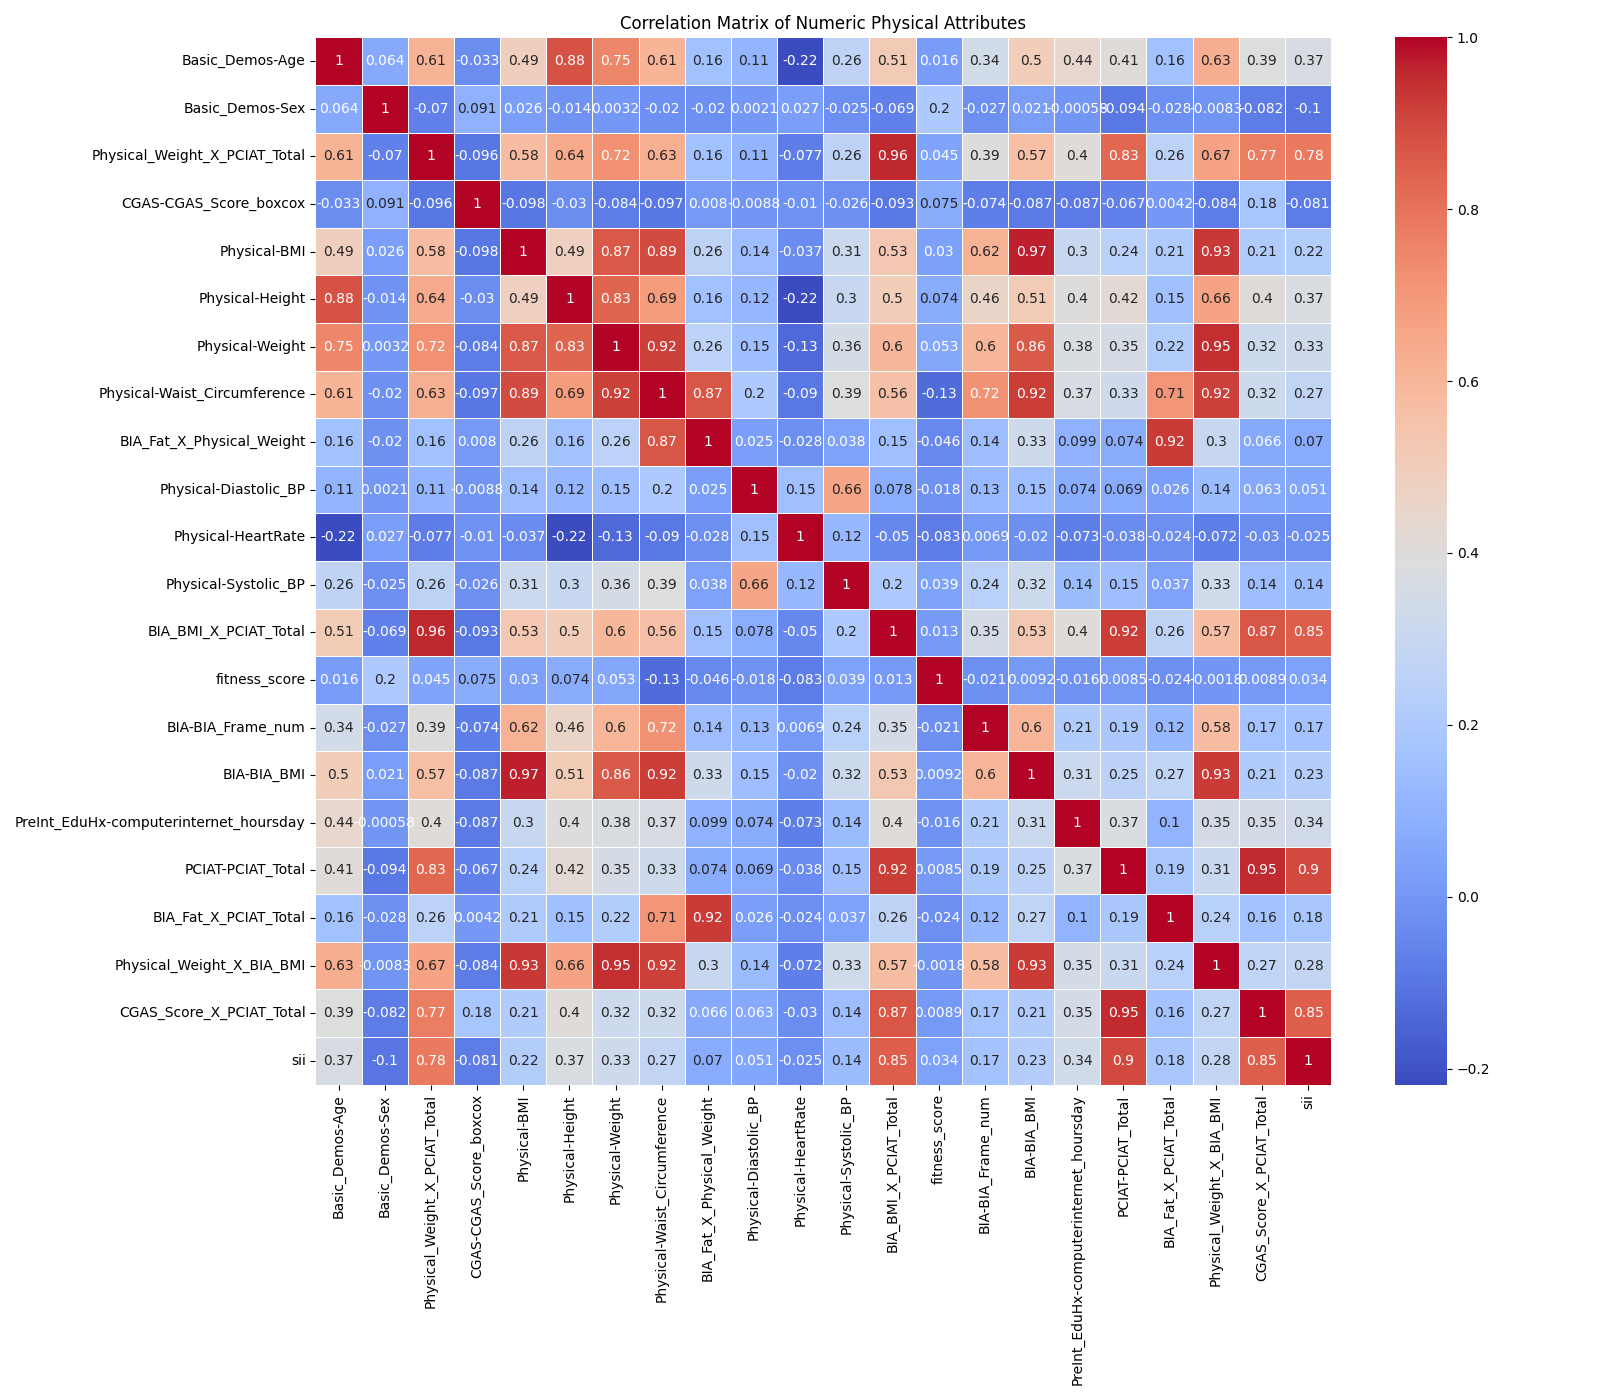 Correlation Matrix of Numeric Physical Attributes
Basic_Demos-Age 1 0.064 0.61 -0.033 0.49 0.88 0.75 0.61 0.16 0.11 -0.22 0.26 0.51 0.016 0.34 0.5 0.44 0.41 0.16 0.63 0.39 0.37
Basic_Demos-Sex 0.064 1 -0.07 0.091 0.026 -0.014 0.0032 -0.02 -0.02 0.0021 0.027 -0.025 -0.069 0.2 -0.027 0.021 -0.00058 -0.094 -0.028 -0.0083 -0.082 -0.1
Physical_Weight_X_PCIAT_Total 0.61 -0.07 1 -0.096 0.58 0.64 0.72 0.63 0.16 0.11 -0.077 0.26 0.96 0.045 0.39 0.57 0.4 0.83 0.26 0.67 0.77 0.78
CGAS-CGAS_Score_boxcox -0.033 0.091 -0.096 1 -0.098 -0.03 -0.084 -0.097 0.008 -0.0088 -0.01 -0.026 -0.093 0.075 -0.074 -0.087 -0.087 -0.067 0.0042 -0.084 0.18 -0.081
Physical-BMI 0.49 0.026 0.58 -0.098 1 0.49 0.87 0.89 0.26 0.14 -0.037 0.31 0.53 0.03 0.62 0.97 0.3 0.24 0.21 0.93 0.21 0.22
Physical-Height 0.88 -0.014 0.64 -0.03 0.49 1 0.83 0.69 0.16 0.12 -0.22 0.3 0.5 0.074 0.46 0.51 0.4 0.42 0.15 0.66 0.4 0.37
Physical-Weight 0.75 0.0032 0.72 -0.084 0.87 0.83 1 0.92 0.26 0.15 -0.13 0.36 0.6 0.053 0.6 0.86 0.38 0.35 0.22 0.95 0.32 0.33
Physical-Waist_Circumference 0.61 -0.02 0.63 -0.097 0.89 0.69 0.92 1 0.87 0.2 -0.09 0.39 0.56 -0.13 0.72 0.92 0.37 0.33 0.71 0.92 0.32 0.27
BIA_Fat_X_Physical_Weight 0.16 -0.02 0.16 0.008 0.26 0.16 0.26 0.87 1 0.025 -0.028 0.038 0.15 -0.046 0.14 0.33 0.099 0.074 0.92 0.3 0.066 0.07
Physical-Diastolic_BP 0.11 0.0021 0.11 -0.0088 0.14 0.12 0.15 0.2 0.025 1 0.15 0.66 0.078 -0.018 0.13 0.15 0.074 0.069 0.026 0.14 0.063 0.051
Physical-HeartRate -0.22 0.027 -0.077 -0.01 -0.037 -0.22 -0.13 -0.09 -0.028 0.15 1 0.12 -0.05 -0.083 0.0069 -0.02 -0.073 -0.038 -0.024 -0.072 -0.03 -0.025
Physical-Systolic_BP 0.26 -0.025 0.26 -0.026 0.31 0.3 0.36 0.39 0.038 0.66 0.12 1 0.2 0.039 0.24 0.32 0.14 0.15 0.037 0.33 0.14 0.14
BIA_BMI_X_PCIAT_Total 0.51 -0.069 0.96 -0.093 0.53 0.5 0.6 0.56 0.15 0.078 -0.05 0.2 1 0.013 0.35 0.53 0.4 0.92 0.26 0.57 0.87 0.85
fitness_score 0.016 0.2 0.045 0.075 0.03 0.074 0.053 -0.13 -0.046 -0.018 -0.083 0.039 0.013 1 -0.021 0.0092 -0.016 0.0085 -0.024 -0.0018 0.0089 0.034
BIA-BIA_Frame_num 0.34 -0.027 0.39 -0.074 0.62 0.46 0.6 0.72 0.14 0.13 0.0069 0.24 0.35 -0.021 1 0.6 0.21 0.19 0.12 0.58 0.17 0.17
BIA-BIA_BMI 0.5 0.021 0.57 -0.087 0.97 0.51 0.86 0.92 0.33 0.15 -0.02 0.32 0.53 0.0092 0.6 1 0.31 0.25 0.27 0.93 0.21 0.23
PreInt_EduHx-computerinternet_hoursday 0.44 -0.00058 0.4 -0.087 0.3 0.4 0.38 0.37 0.099 0.074 -0.073 0.14 0.4 -0.016 0.21 0.31 1 0.37 0.1 0.35 0.35 0.34
PCIAT-PCIAT_Total 0.41 -0.094 0.83 -0.067 0.24 0.42 0.35 0.33 0.074 0.069 -0.038 0.15 0.92 0.0085 0.19 0.25 0.37 1 0.19 0.31 0.95 0.9
BIA_Fat_X_PCIAT_Total 0.16 -0.028 0.26 0.0042 0.21 0.15 0.22 0.71 0.92 0.026 -0.024 0.037 0.26 -0.024 0.12 0.27 0.1 0.19 1 0.24 0.16 0.18
Physical_Weight_X_BIA_BMI 0.63 -0.0083 0.67 -0.084 0.93 0.66 0.95 0.92 0.3 0.14 -0.072 0.33 0.57 -0.0018 0.58 0.93 0.35 0.31 0.24 1 0.27 0.28
CGAS_Score_X_PCIAT_Total 0.39 -0.082 0.77 0.18 0.21 0.4 0.32 0.32 0.066 0.063 -0.03 0.14 0.87 0.0089 0.17 0.21 0.35 0.95 0.16 0.27 1 0.85
sii 0.37 -0.1 0.78 -0.081 0.22 0.37 0.33 0.27 0.07 0.051 -0.025 0.14 0.85 0.034 0.17 0.23 0.34 0.9 0.18 0.28 0.85 1
Basic_Demos-Age
Basic_Demos-Sex
Physical_Weight_X_PCIAT_Total
CGAS-CGAS_Score_boxcox
Physical-BMI
Physical-Height
Physical-Weight
Physical-Waist_Circumference
BIA_Fat_X_Physical_Weight
Physical-Diastolic_BP
Physical-HeartRate
Physical-Systolic_BP
BIA_BMI_X_PCIAT_Total
fitness_score
BIA-BIA_Frame_num
BIA-BIA_BMI
PreInt_EduHx-computerinternet_hoursday
PCIAT-PCIAT_Total
BIA_Fat_X_PCIAT_Total
Physical_Weight_X_BIA_BMI
CGAS_Score_X_PCIAT_Total
sii
1.0
0.8
0.6
0.4
0.2
0.0
−0.2